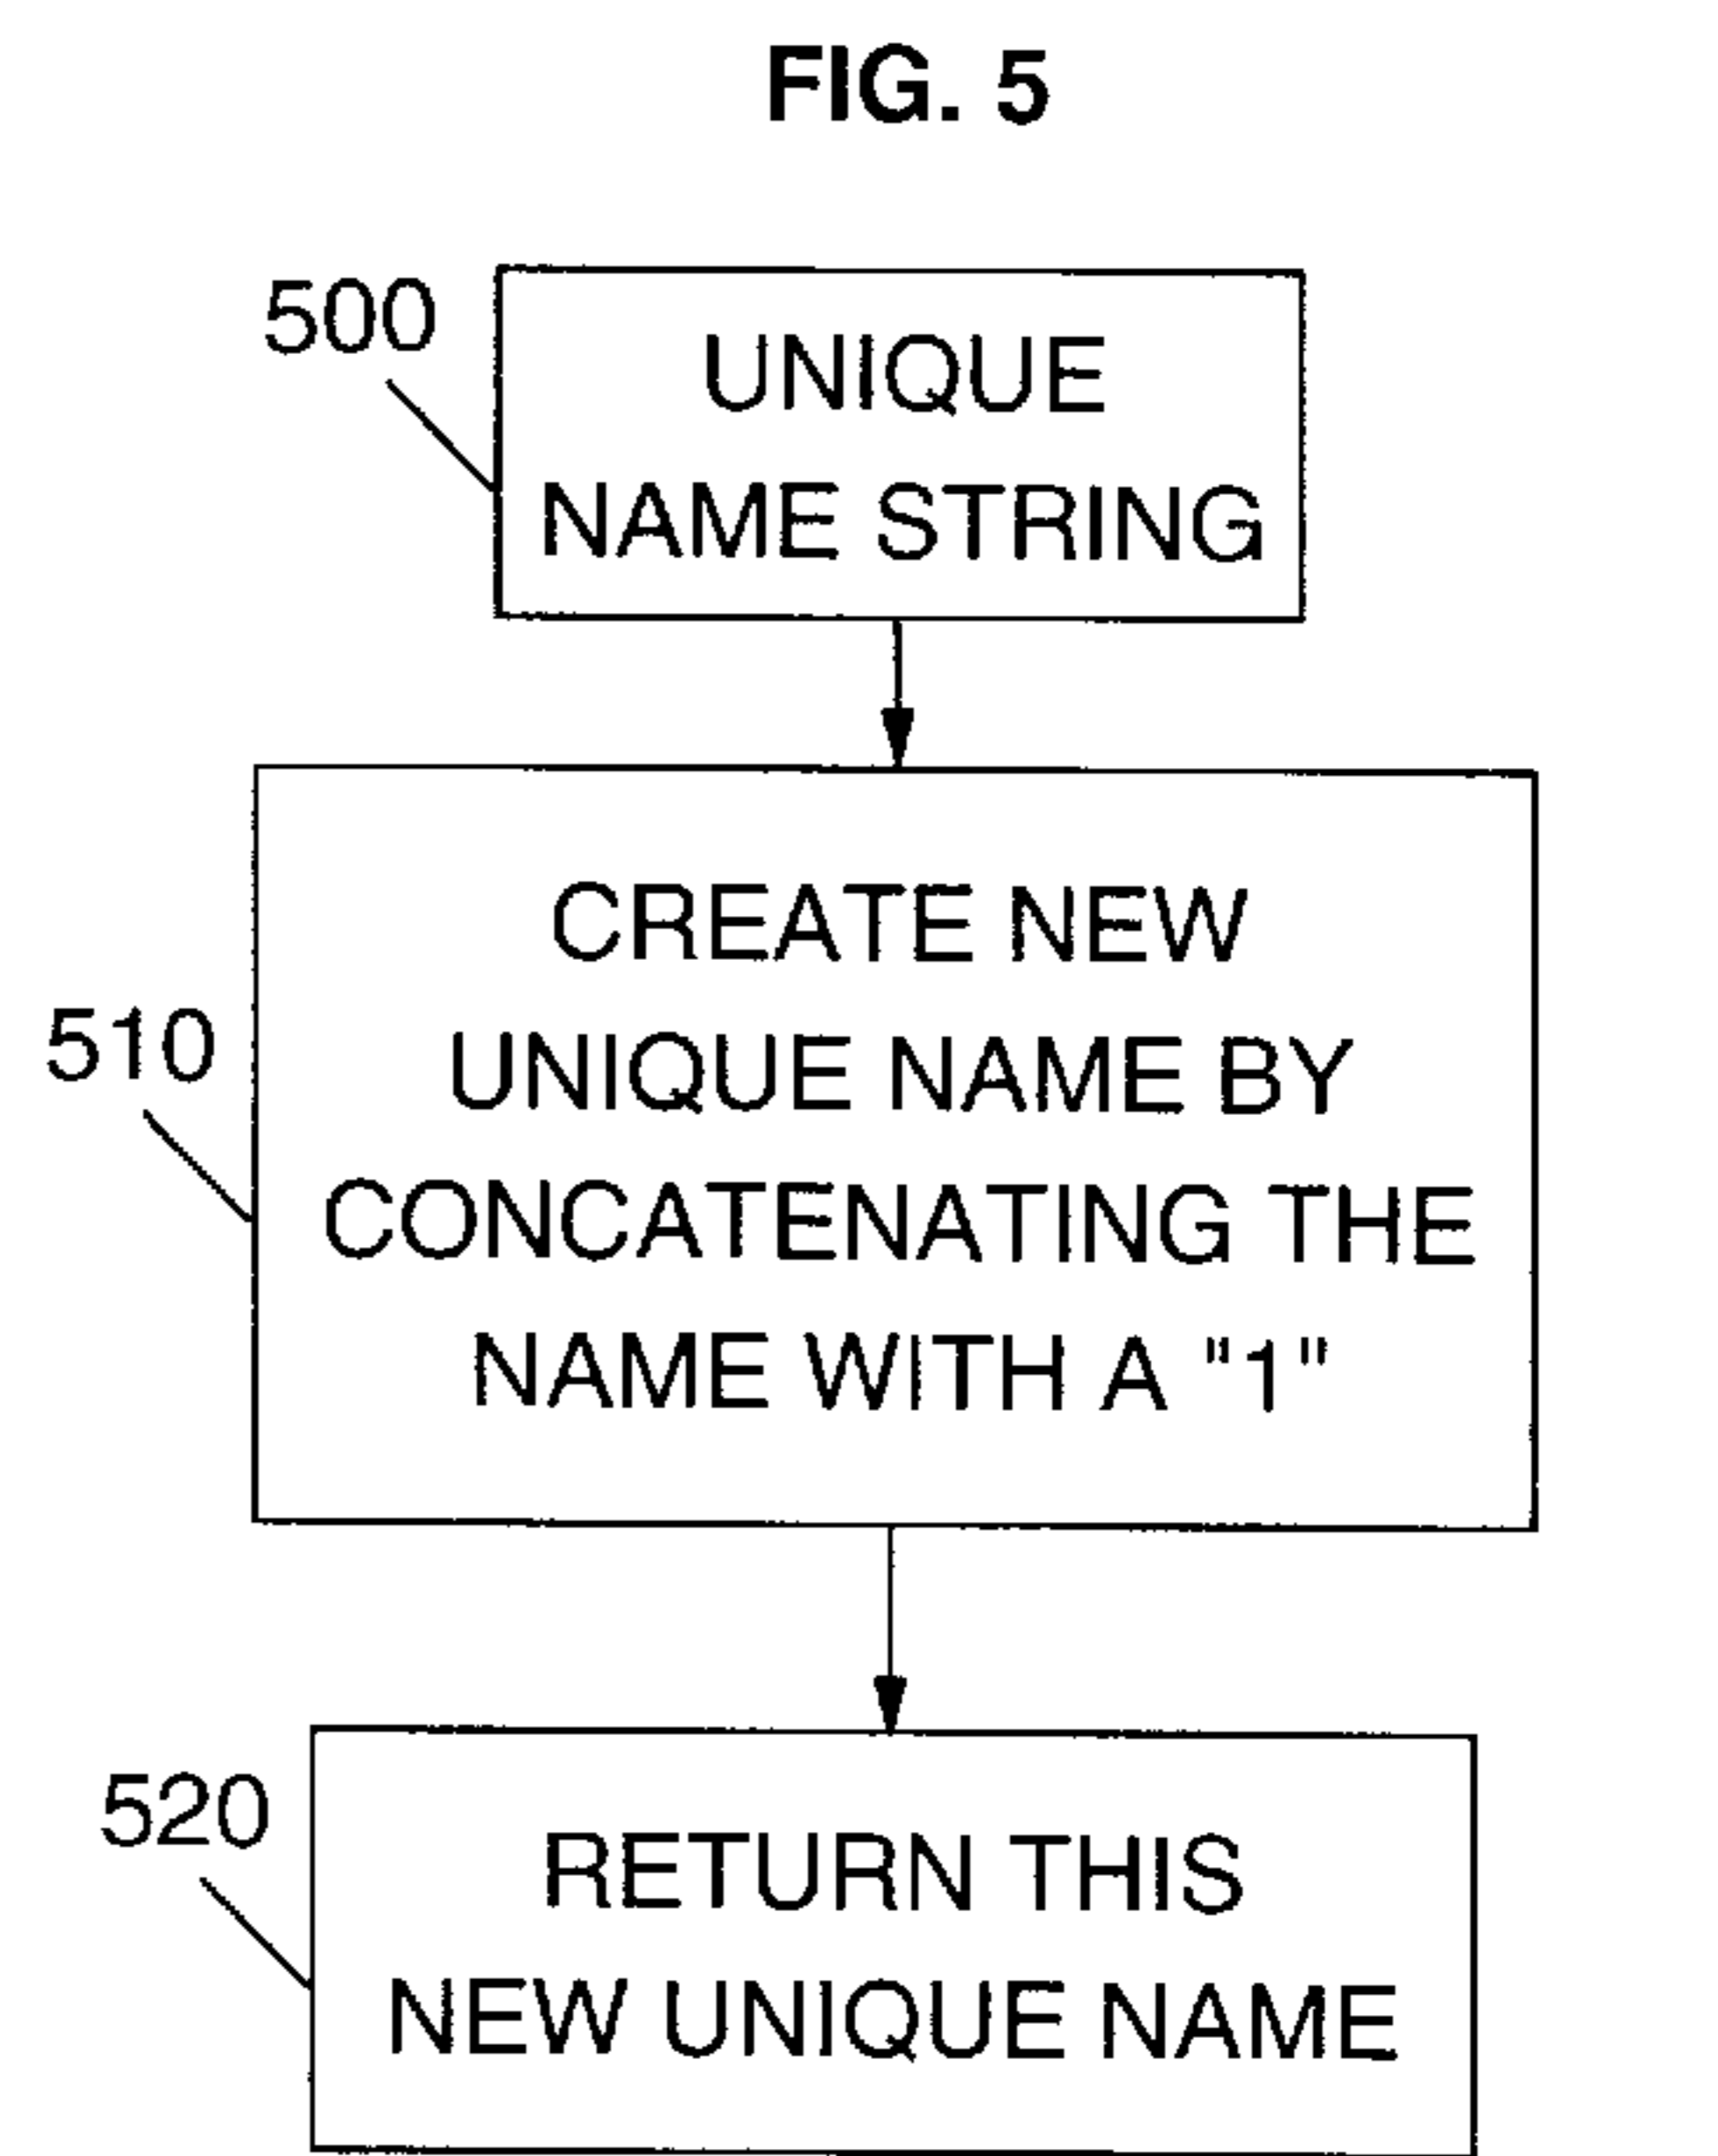 FIG. 5
500
UNIQUE
NAME STRING
510
CREATE NEW
UNIQUE NAME BY
CONCATENATING THE
NAME WITH A "1"
520
RETURN THIS
NEW UNIQUE NAME